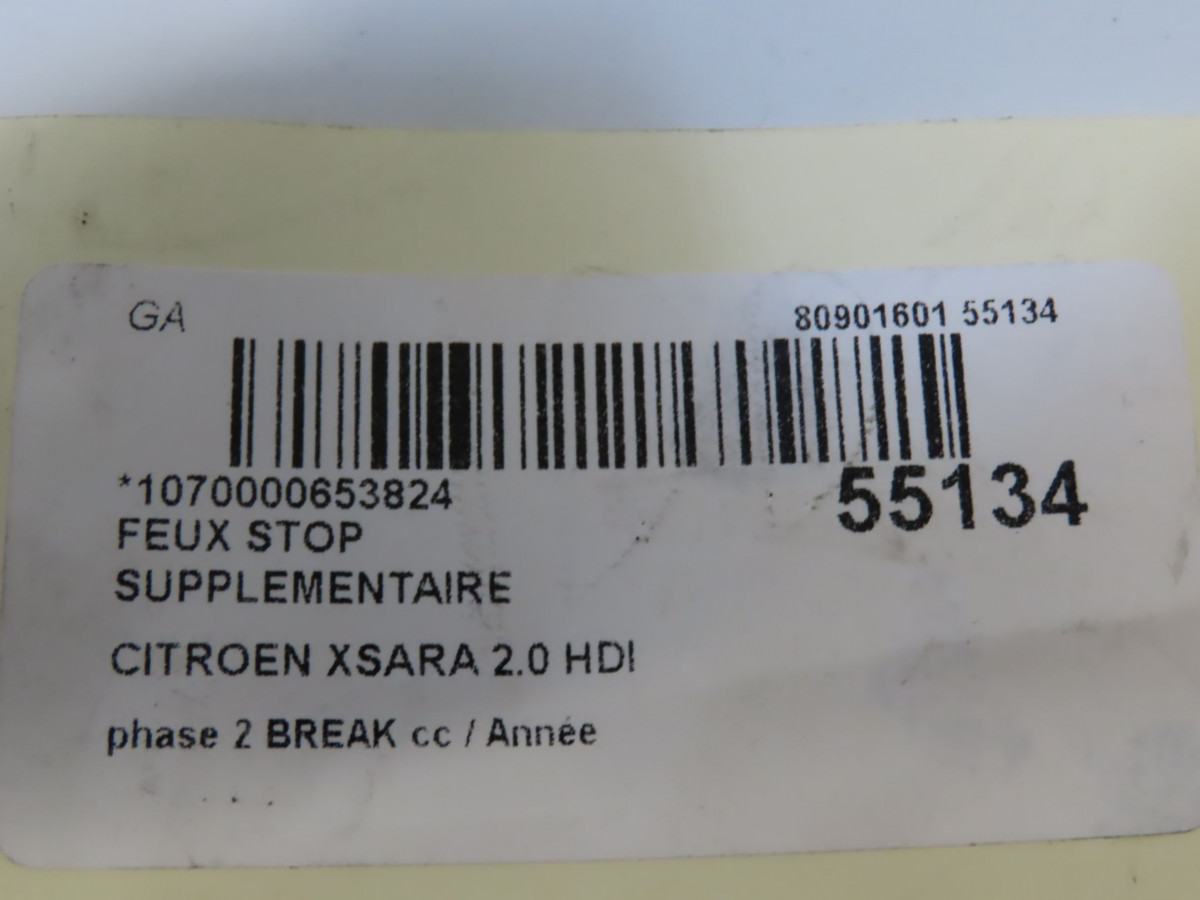 GA
80901601 55134
*1070000653824
55134
FEUX STOP
SUPPLEMENTAIRE
CITROEN XSARA 2.0 HDI
phase 2 BREAK cc / Année